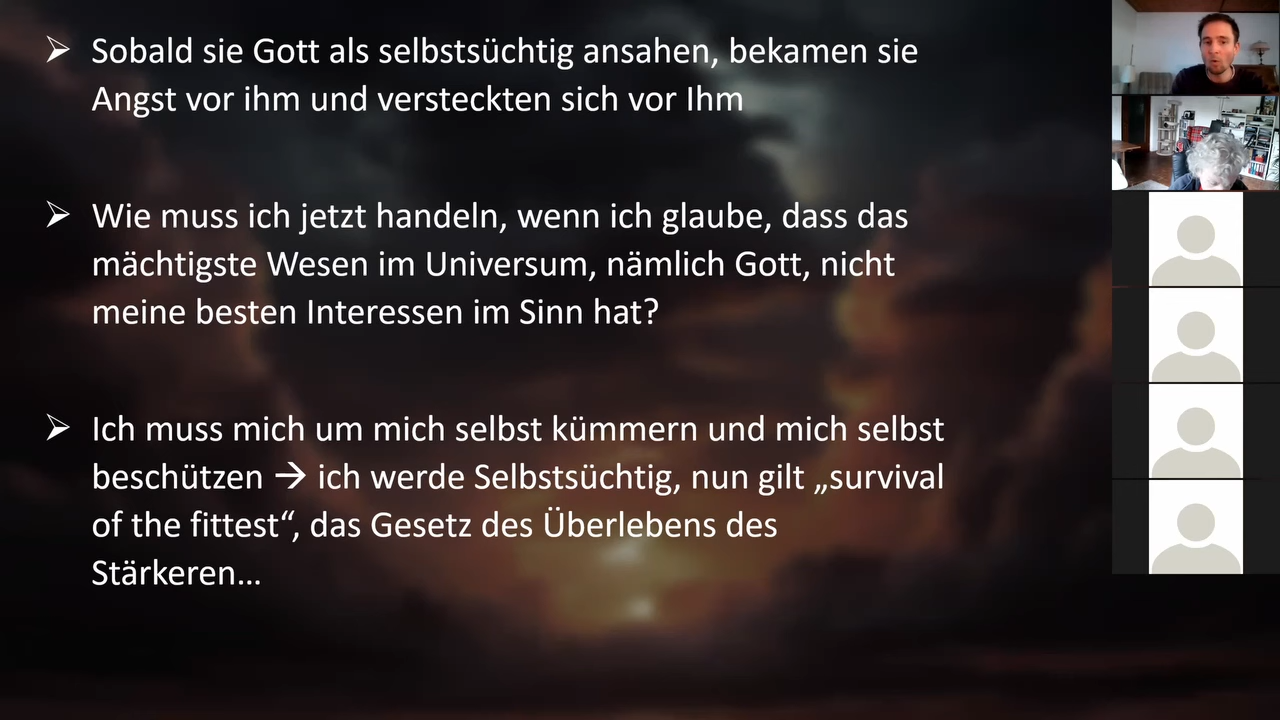 ➢ Sobald sie Gott als selbstsüchtig ansahen, bekamen sie
Angst vor ihm und versteckten sich vor Ihm
➢ Wie muss ich jetzt handeln, wenn ich glaube, dass das
mächtigste Wesen im Universum, nämlich Gott, nicht
meine besten Interessen im Sinn hat?
➢ Ich muss mich um mich selbst kümmern und mich selbst
beschützen → ich werde Selbstsüchtig, nun gilt „survival
of the fittest“, das Gesetz des Überlebens des
Stärkeren…